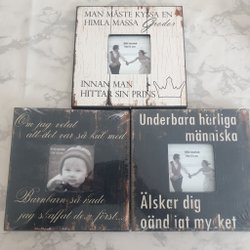 MAN MÅSTE KYSSA EN
HIMLA MASSA Grodor
INNAN MAN
HITTAR SIN PRINS
Om jag vetat
att det var så kul med
Barnbarn så hade
jag skaffat dem först...
Underbara härliga
människa
Älskar dig
oändligt mycket